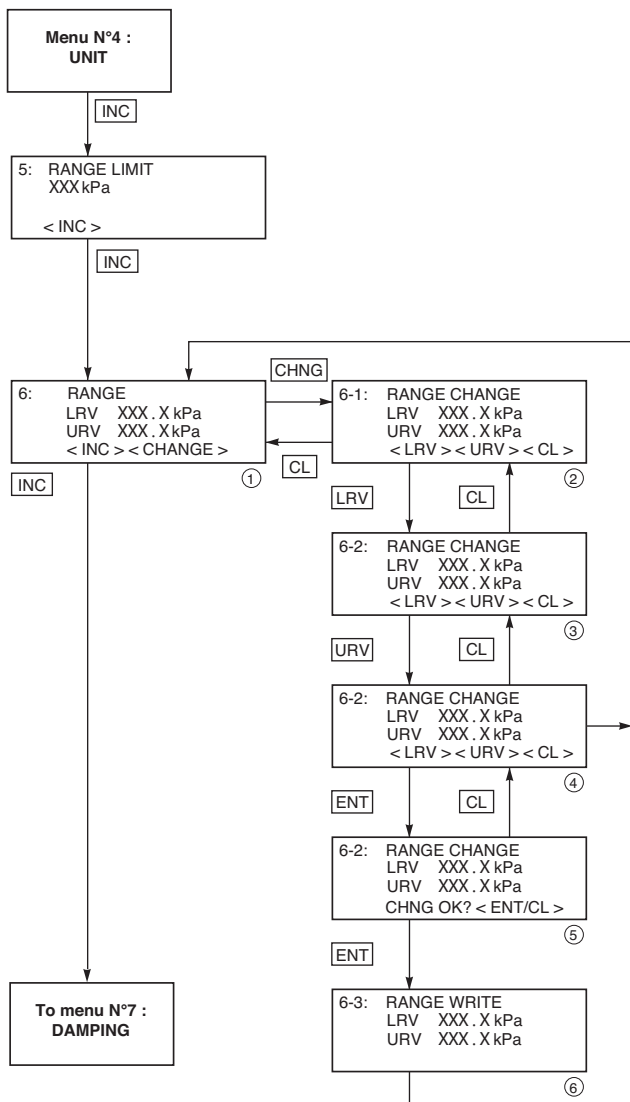 Menu N°4 :
UNIT
INC
5: RANGE LIMIT
XXX kPa
< INC >
INC
6: RANGE
LRV XXX . X kPa
URV XXX . X kPa
< INC > < CHANGE >
①
CHNG
CL
6-1: RANGE CHANGE
LRV XXX . X kPa
URV XXX . X kPa
< LRV > < URV > < CL >
②
INC
LRV
CL
6-2: RANGE CHANGE
LRV XXX . X kPa
URV XXX . X kPa
< LRV > < URV > < CL >
③
URV
CL
6-2: RANGE CHANGE
LRV XXX . X kPa
URV XXX . X kPa
< LRV > < URV > < CL >
④
ENT
CL
6-2: RANGE CHANGE
LRV XXX . X kPa
URV XXX . X kPa
CHNG OK? < ENT/CL >
⑤
ENT
6-3: RANGE WRITE
LRV XXX . X kPa
URV XXX . X kPa
⑥
To menu N°7 :
DAMPING